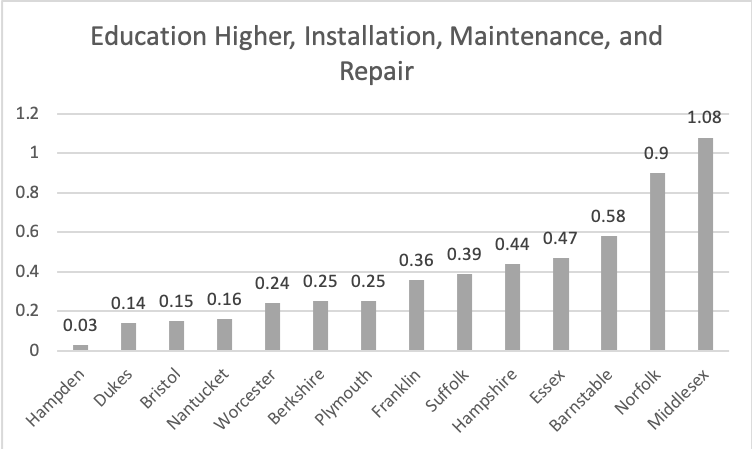 Education Higher, Installation, Maintenance, and
Repair
1.2
1
0.8
0.6
0.4
0.2
0
0.03
0.14
0.15
0.16
0.24
0.25
0.25
0.36
0.39
0.44
0.47
0.58
0.9
1.08
Hampden
Dukes
Bristol
Nantucket
Worcester
Berkshire
Plymouth
Franklin
Suffolk
Hampshire
Essex
Barnstable
Norfolk
Middlesex